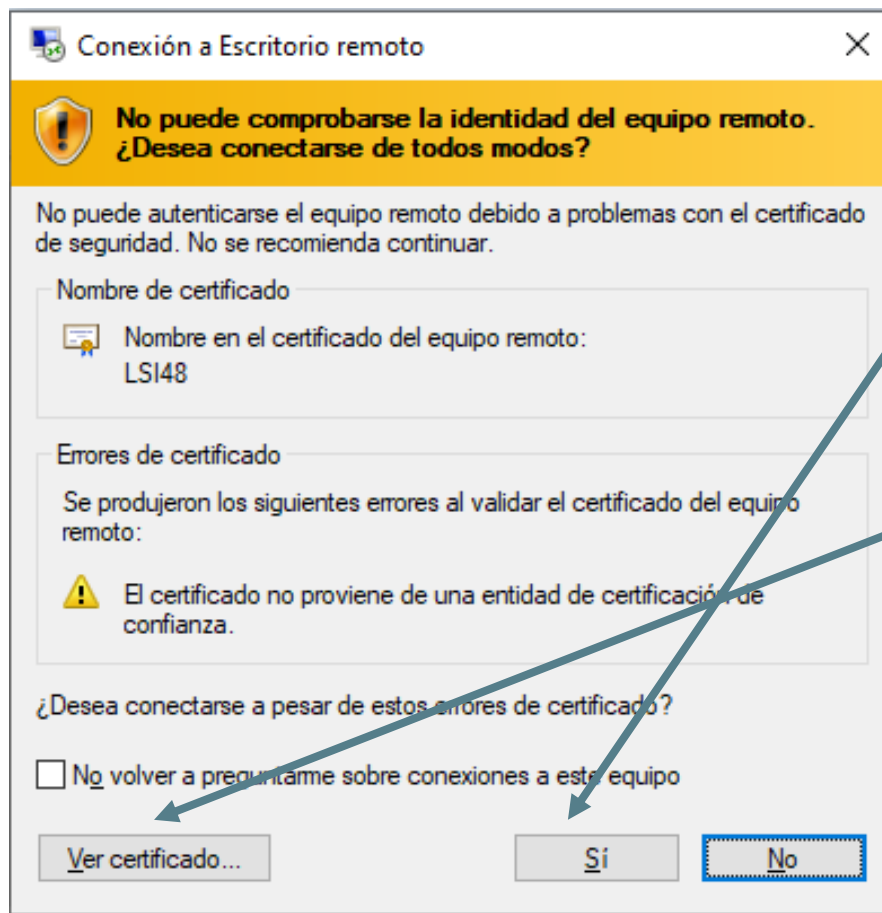 Conexión a Escritorio remoto
No puede comprobarse la identidad del equipo remoto.
¿Desea conectarse de todos modos?
No puede autenticarse el equipo remoto debido a problemas con el certificado
de seguridad. No se recomienda continuar.
Nombre de certificado
Nombre en el certificado del equipo remoto:
LSI48
Errores de certificado
Se produjeron los siguientes errores al validar el certificado del equipo
remoto:
El certificado no proviene de una entidad de certificación de
confianza.
¿Desea conectarse a pesar de estos errores de certificado?
No volver a preguntarme sobre conexiones a este equipo
Ver certificado...
Sí
No